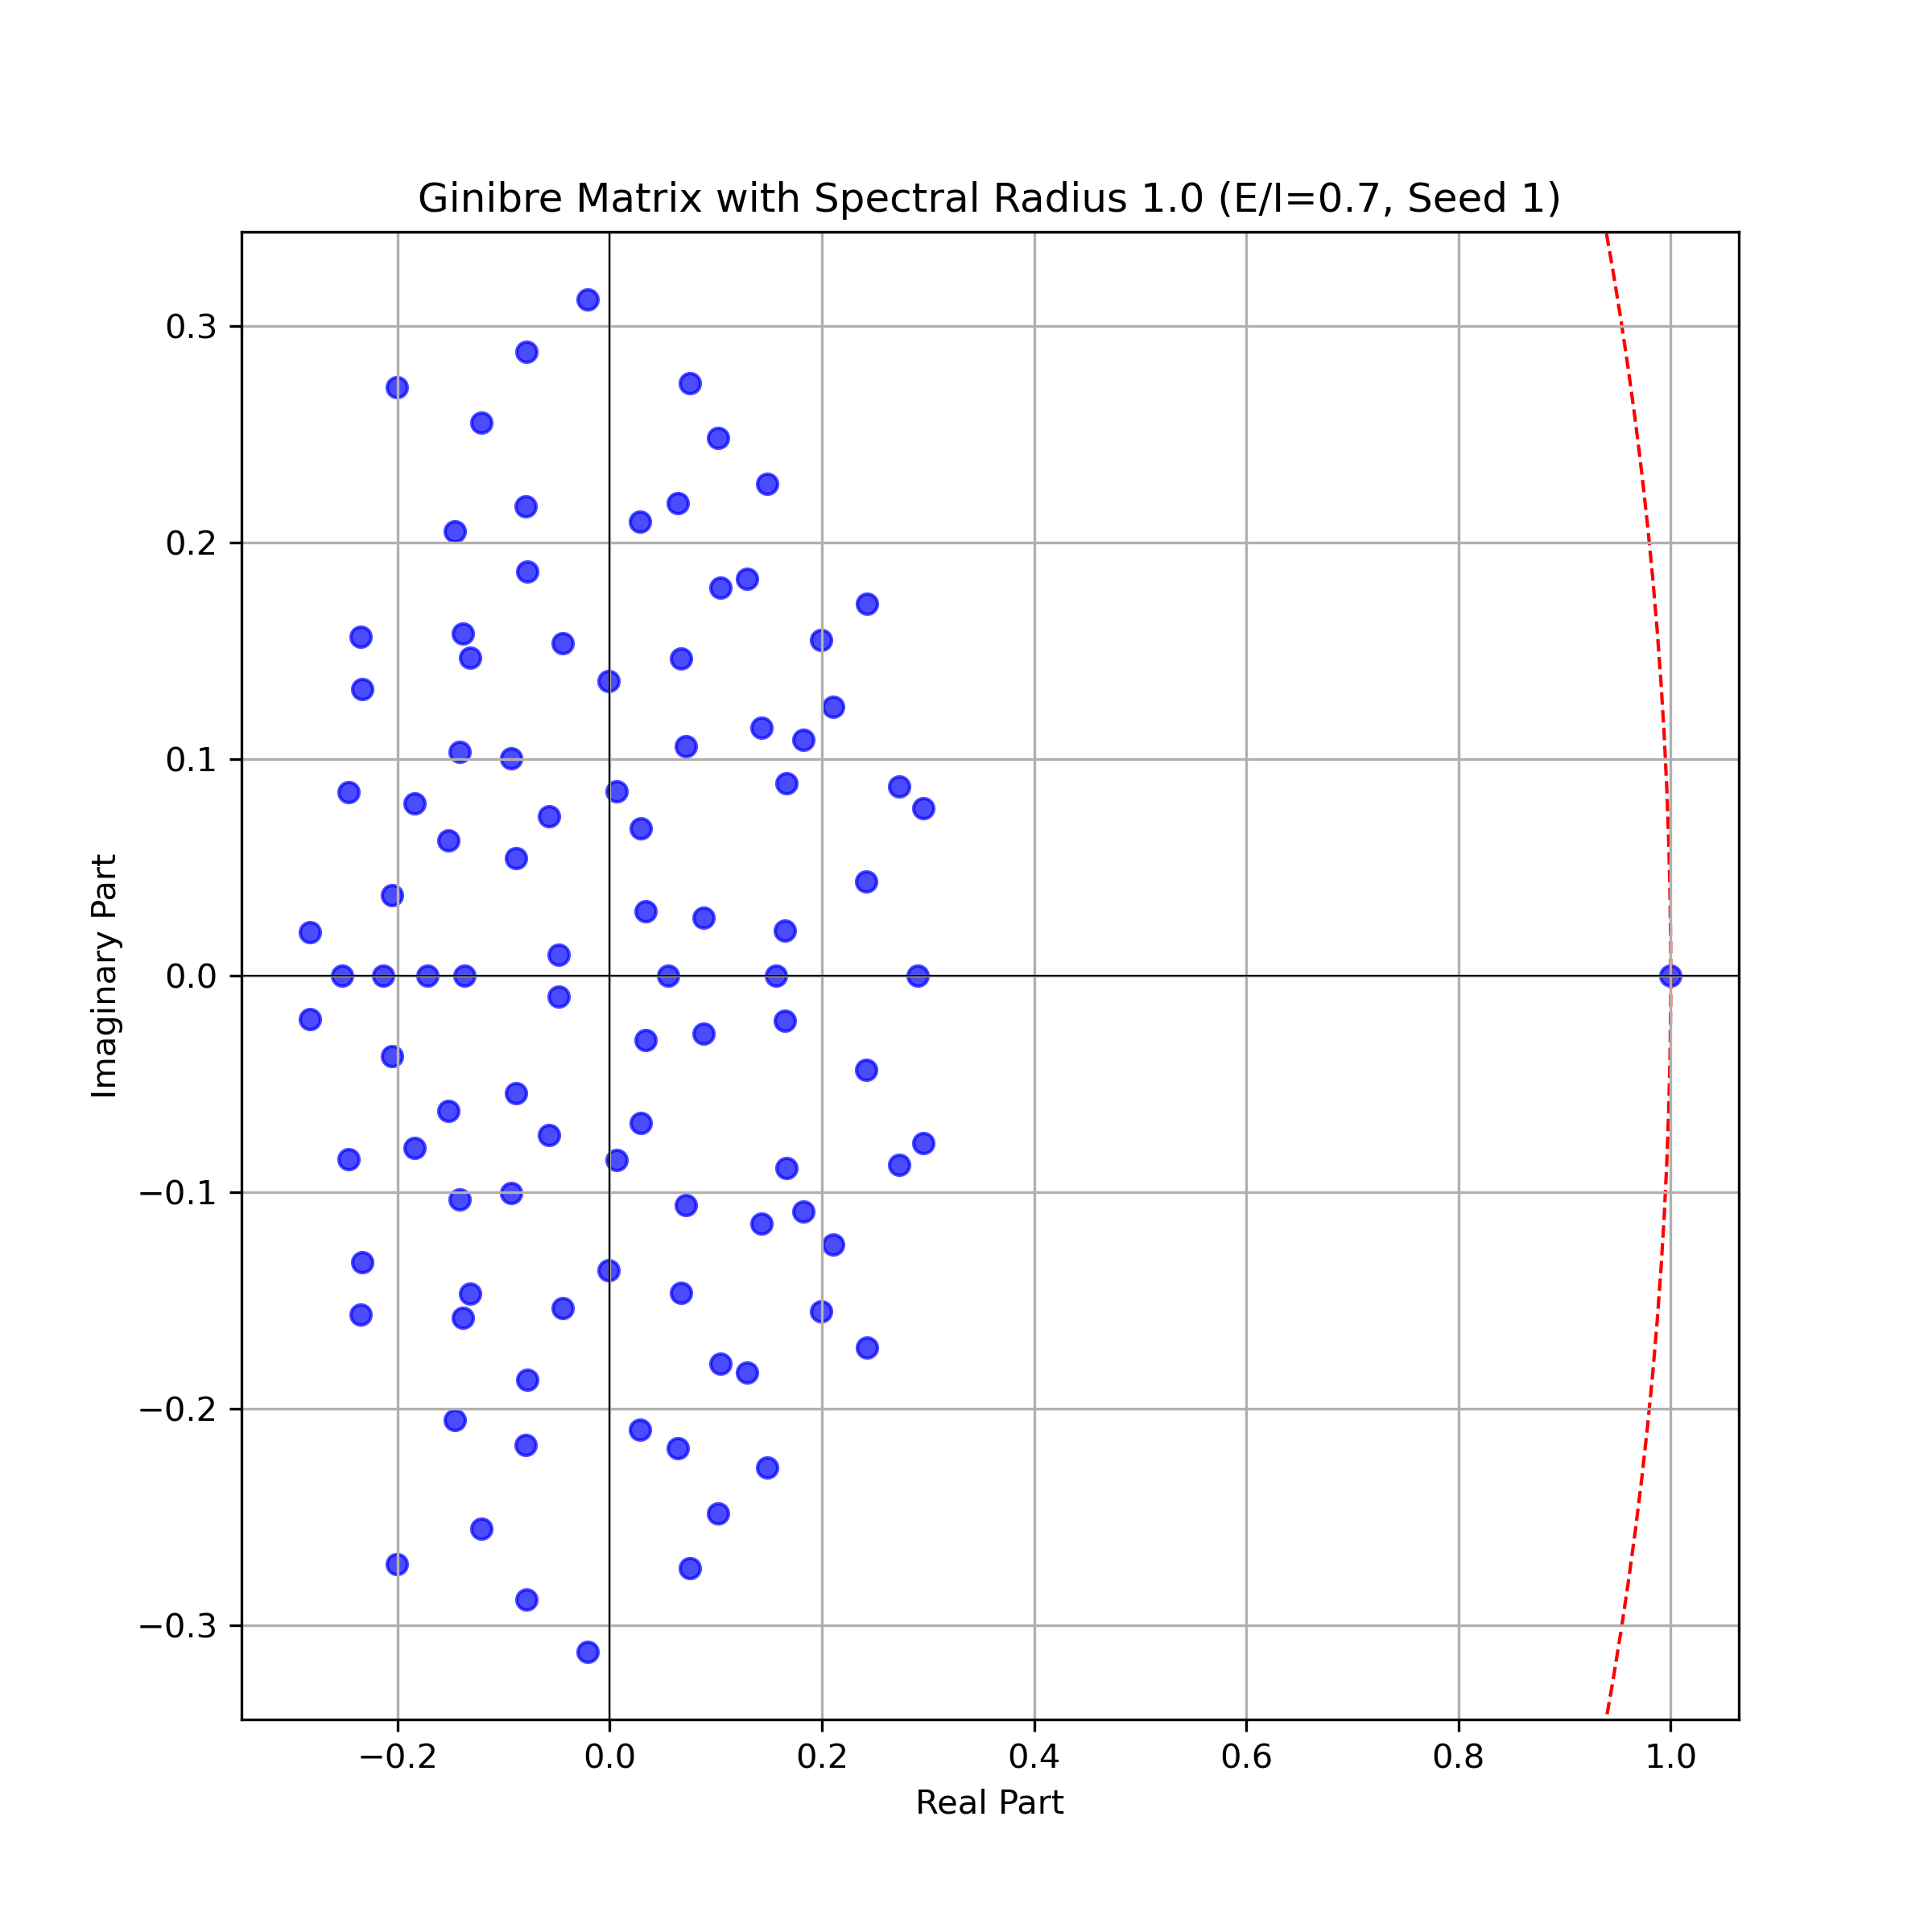 Ginibre Matrix with Spectral Radius 1.0 (E/I=0.7, Seed 1)
0.3
0.2
0.1
0.0
−0.1
−0.2
−0.3
Imaginary Part
−0.2 0.0 0.2 0.4 0.6 0.8 1.0
Real Part